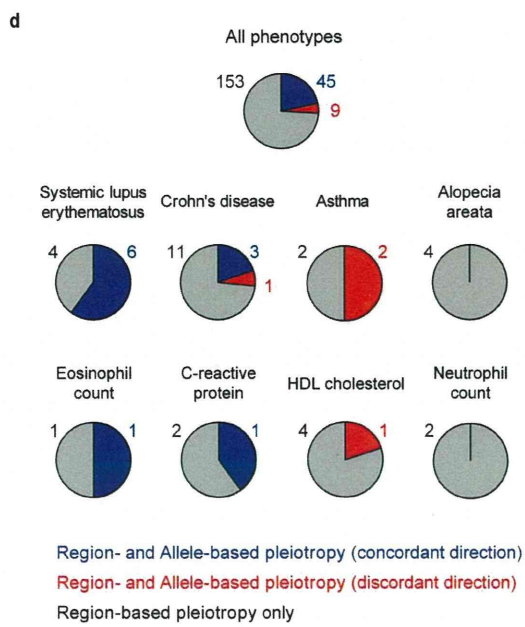 d
All phenotypes
153 45
9
Systemic lupus
erythematosus
Crohn's disease
Asthma
Alopecia
areata
4 6
11 3
1
2 2
4
Eosinophil
count
C-reactive
protein
HDL cholesterol
Neutrophil
count
1 1
2 1
4 1
2
Region- and Allele-based pleiotropy (concordant direction)
Region- and Allele-based pleiotropy (discordant direction)
Region-based pleiotropy only